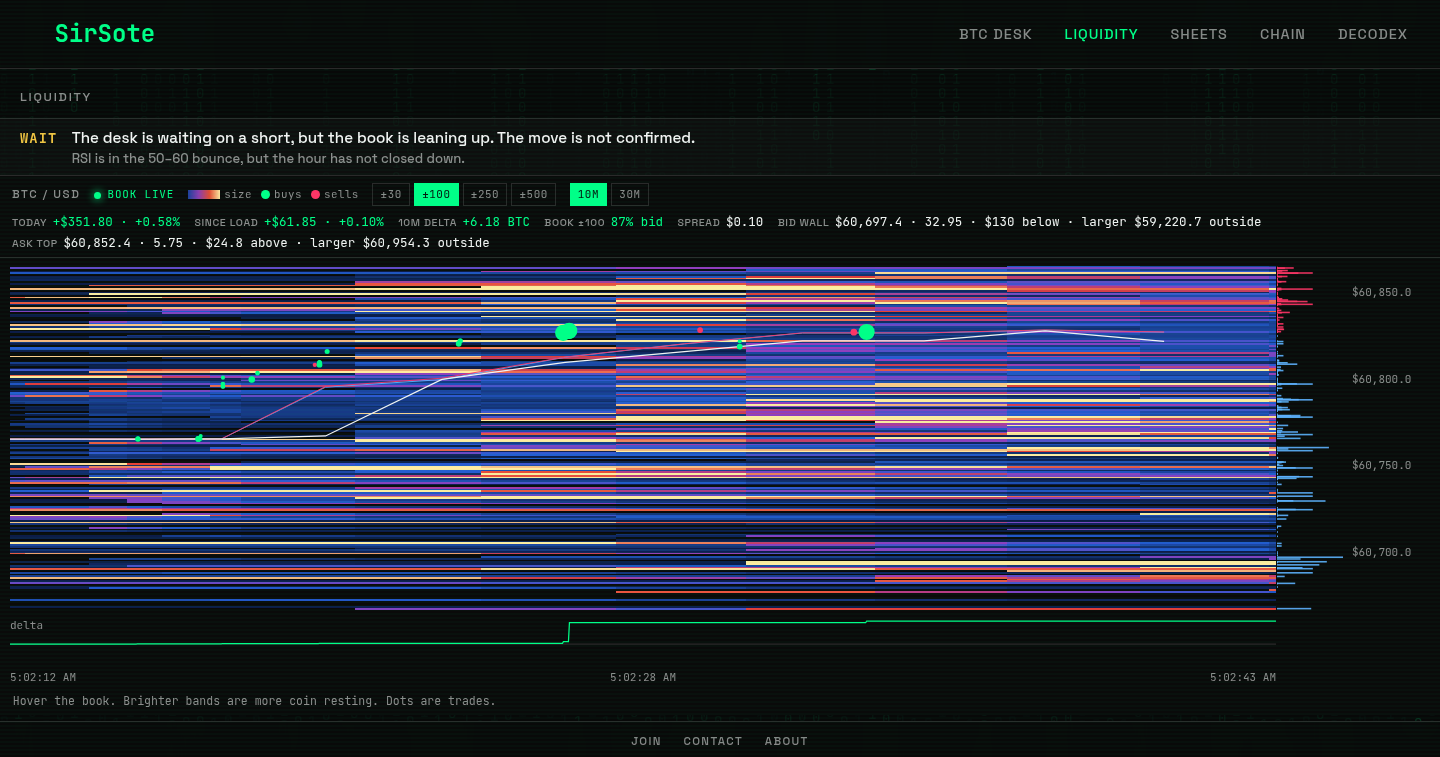 SirSote
BTC DESK LIQUIDITY SHEETS CHAIN DECODEX
LIQUIDITY
WAIT The desk is waiting on a short, but the book is leaning up. The move is not confirmed.
RSI is in the 50–60 bounce, but the hour has not closed down.
BTC / USD BOOK LIVE size buys sells ±30 ±100 ±250 ±500 10M 30M
TODAY +$351.80 · +0.58% SINCE LOAD +$61.85 · +0.10% 10M DELTA +6.18 BTC BOOK ±100 87% bid SPREAD $0.10 BID WALL $60,697.4 · 32.95 · $130 below · larger $59,220.7 outside
ASK TOP $60,852.4 · 5.75 · $24.8 above · larger $60,954.3 outside
$60,850.0
$60,800.0
$60,750.0
$60,700.0
delta
5:02:12 AM 5:02:28 AM 5:02:43 AM
Hover the book. Brighter bands are more coin resting. Dots are trades.
JOIN CONTACT ABOUT